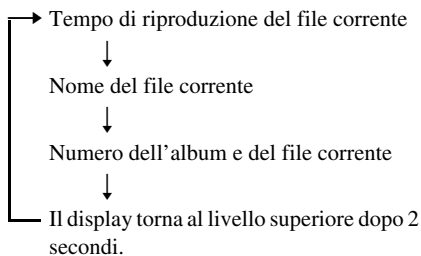 Tempo di riproduzione del file corrente
Nome del file corrente
Numero dell'album e del file corrente
Il display torna al livello superiore dopo 2
secondi.